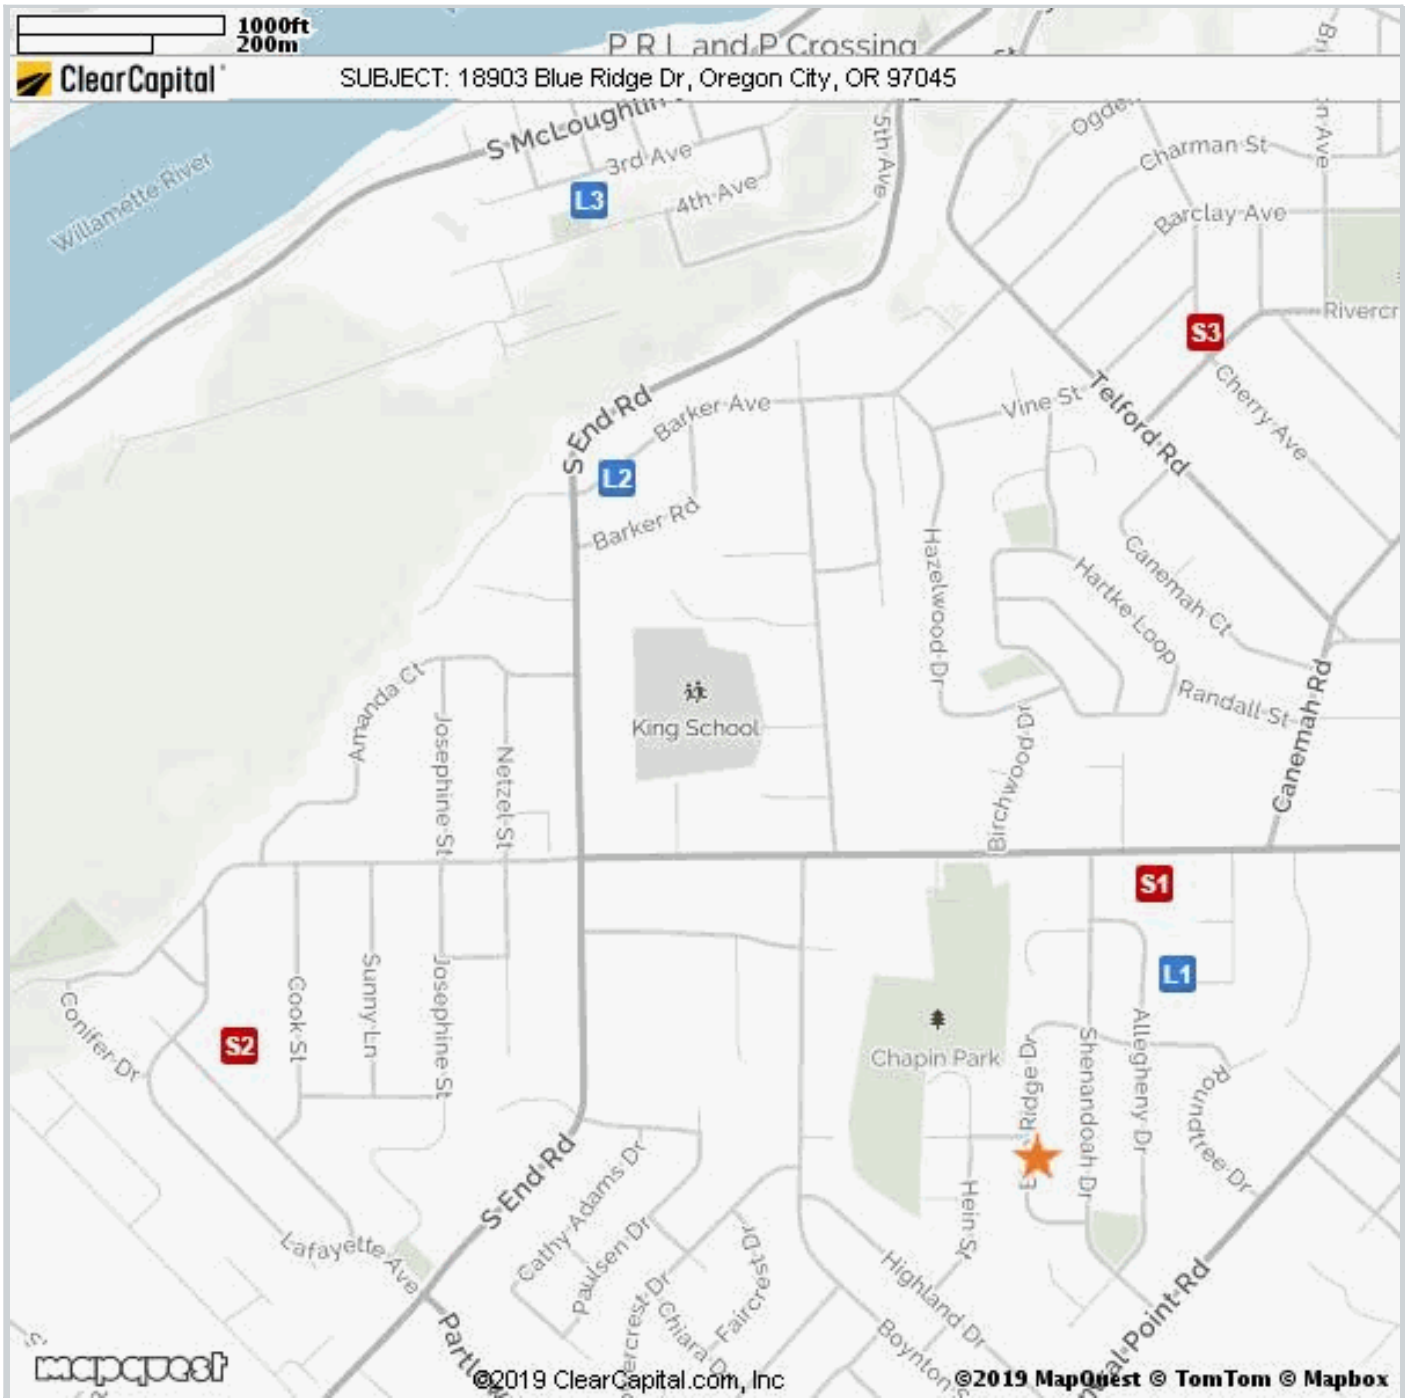 1000ft
200m
P R L and P Crossing
ClearCapital
SUBJECT: 18903 Blue Ridge Dr, Oregon City, OR 97045
S McLoughlin
Willamette River
3rd Ave
4th Ave
5th Ave
L3
Charman St
Barclay Ave
S3
Cherry Ave
Telford Rd
Vine St
S End Rd
Barker Ave
L2
Barker Rd
Hazelwood Dr
Hartke Loop
Canemah Ct
Randall St
Canemah Rd
Birchwood Dr
King School
Amanda Ct
Josephine St
Netzel St
S1
L1
Chapin Park
Ridge Dr
Shenandoah Dr
Allegheny Dr
Rounptree Dr
Conifer Dr
S2
Cook St
Sunny Ln
Josephine St
Lafayette Ave
S End Rd
Cathy Adams Dr
Paulsen Dr
Chiara Dr
Faircrest Dr
Hein St
Highland Dr
mapquest
©2019 ClearCapital.com, Inc
©2019 MapQuest © TomTom © Mapbox